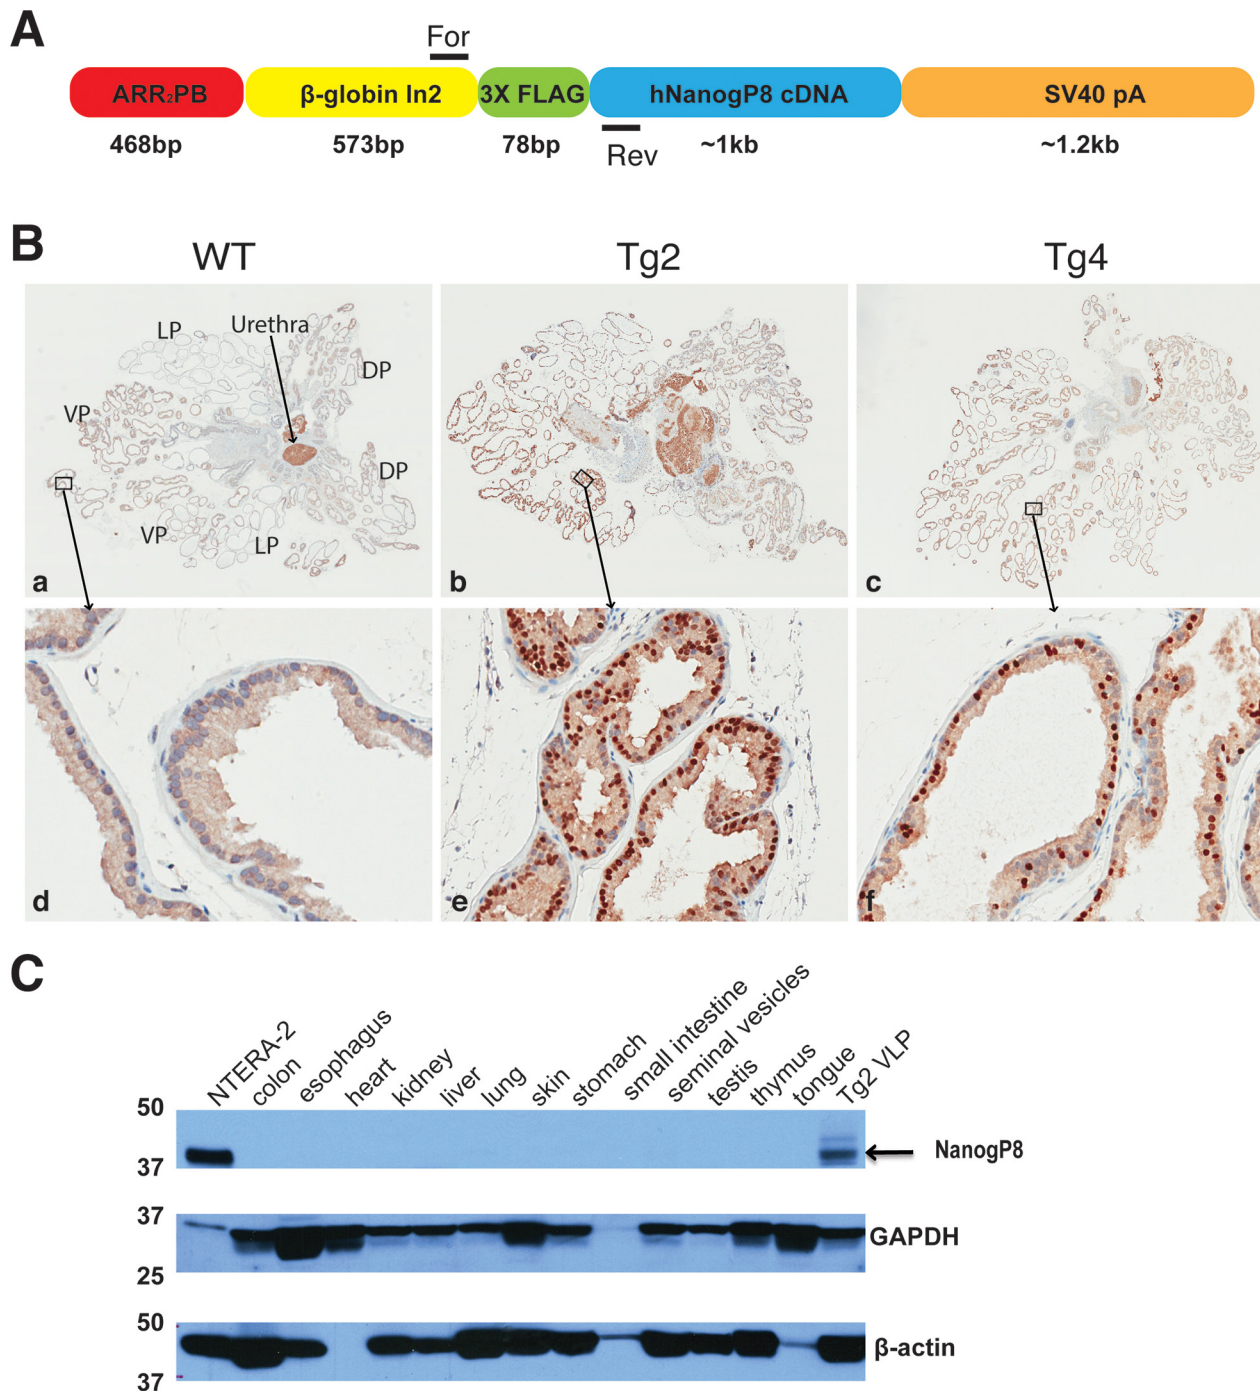 A
For
ARR₂PB
β-globin In2
3X FLAG
hNanogP8 cDNA
SV40 pA
468bp
573bp
78bp
Rev
~1kb
~1.2kb
B
WT
Tg2
Tg4
LP
Urethra
DP
VP
DP
VP
LP
a
b
c
d
e
f
C
NTERA-2
colon
esophagus
heart
kidney
liver
lung
skin
stomach
small intestine
seminal vesicles
testis
thymus
tongue
Tg2 VLP
50
37
NanogP8
37
25
GAPDH
50
37
β-actin